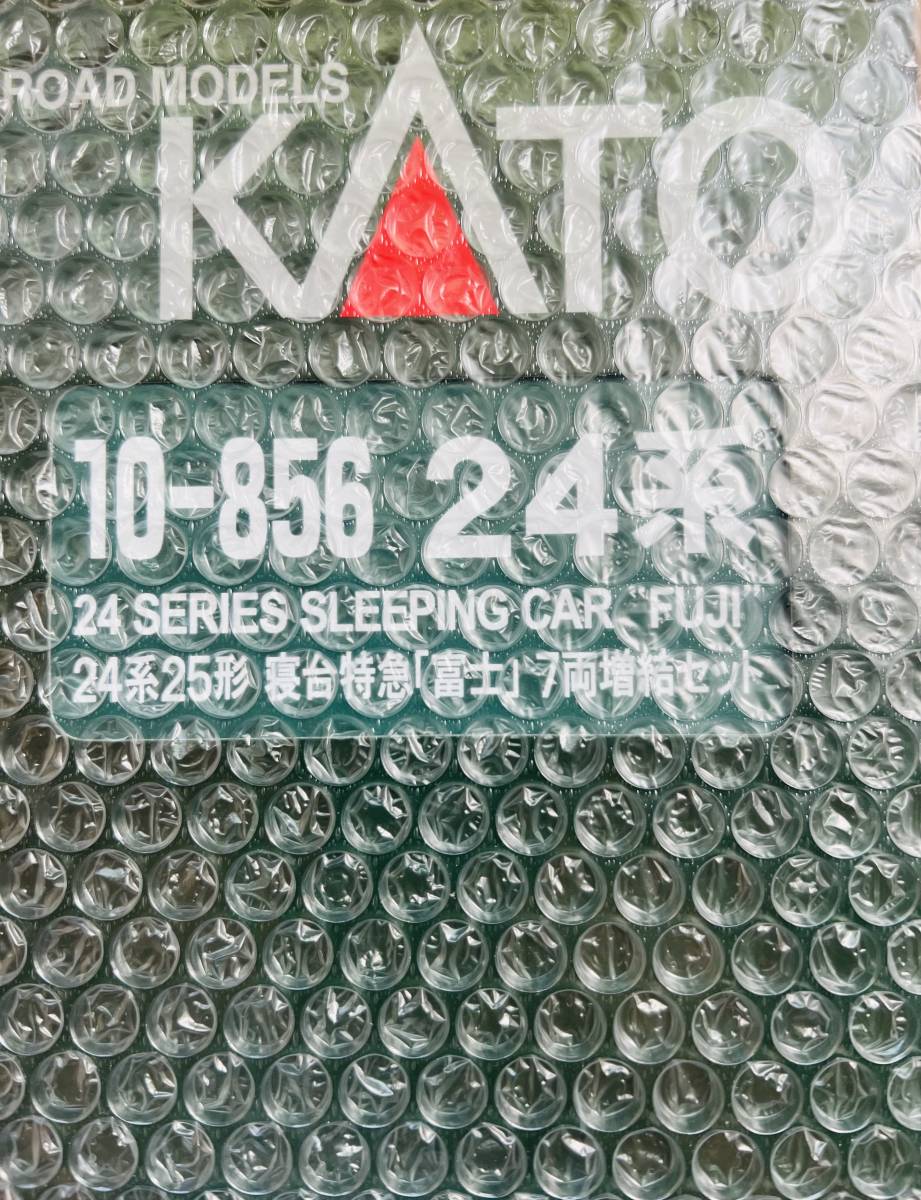 ROAD MODELS
KATO
10-856 24系
24 SERIES SLEEPING CAR "FUJI"
24系25形 寝台特急「富士」 7両増結セット